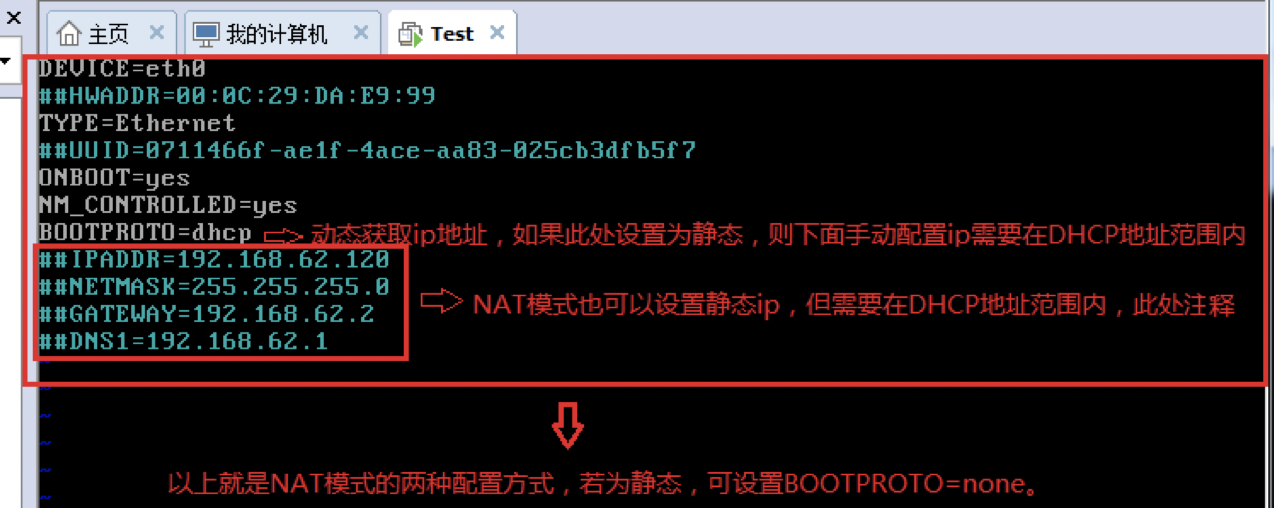 主页
我的计算机
Test
DEVICE=eth0
##HWADDR=00:0C:29:DA:E9:99
TYPE=Ethernet
##UUID=0711466f-ae1f-4ace-aa83-025cb3dfb5f7
ONBOOT=yes
NM_CONTROLLED=yes
BOOTPROTO=dhcp 动态获取ip地址，如果此处设置为静态，则下面手动配置ip需要在DHCP地址范围内
##IPADDR=192.168.62.120
##NETMASK=255.255.255.0
##GATEWAY=192.168.62.2
##DNS1=192.168.62.1
NAT模式也可以设置静态ip，但需要在DHCP地址范围内，此处注释
~
~
~
~
~
以上就是NAT模式的两种配置方式，若为静态，可设置BOOTPROTO=none。